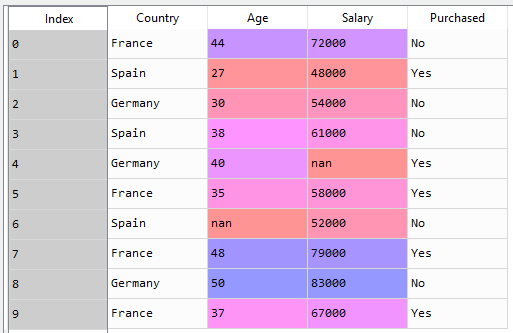 Index Country Age Salary Purchased
0 France 44 72000 No
1 Spain 27 48000 Yes
2 Germany 30 54000 No
3 Spain 38 61000 No
4 Germany 40 nan Yes
5 France 35 58000 Yes
6 Spain nan 52000 No
7 France 48 79000 Yes
8 Germany 50 83000 No
9 France 37 67000 Yes